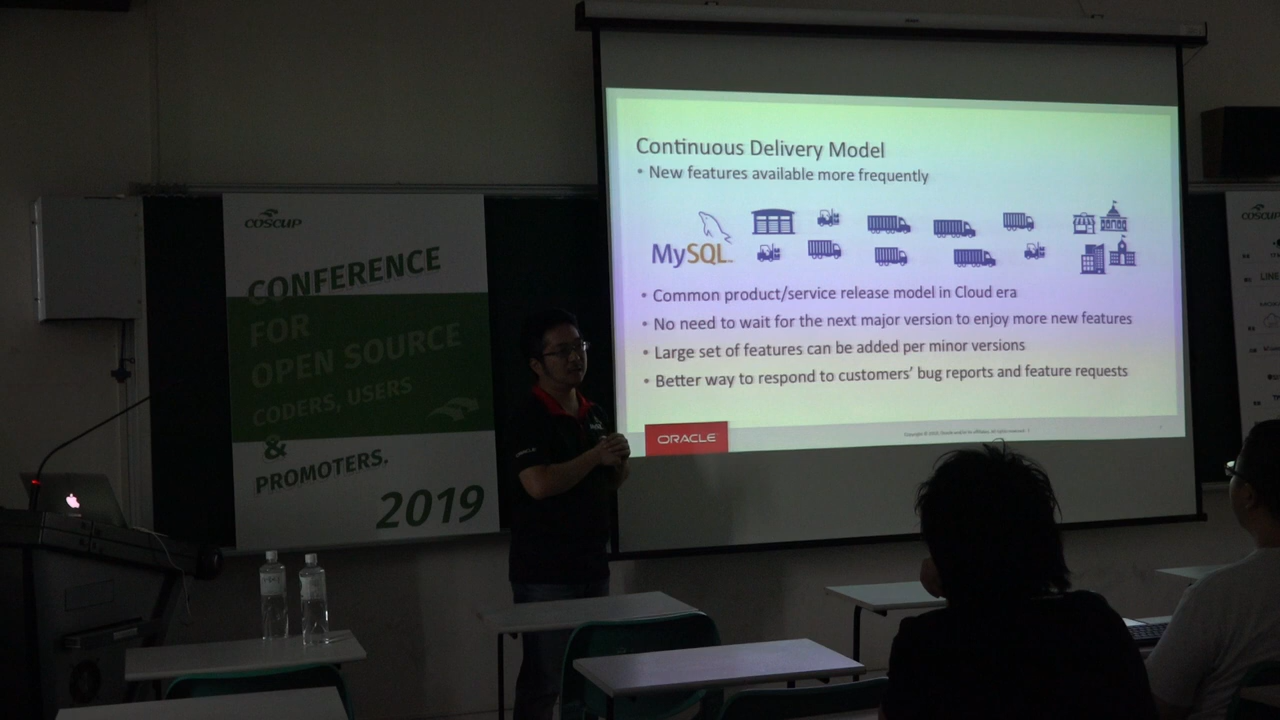 COSCUP
CONFERENCE
FOR
OPEN SOURCE
CODERS, USERS
&
PROMOTERS.
2019
Continuous Delivery Model
• New features available more frequently
MySQL
• Common product/service release model in Cloud era
• No need to wait for the next major version to enjoy more new features
• Large set of features can be added per minor versions
• Better way to respond to customers' bug reports and feature requests
ORACLE
ORACLE
COSCUP
LINE